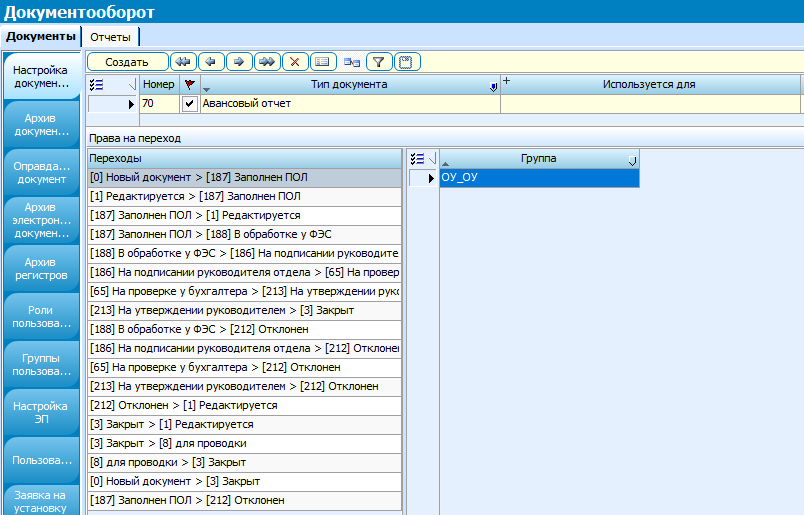 Документооборот
Документы
Отчеты
Настройка
докумен...
Архив
докумен...
Оправда...
документ
Архив
электрон...
докумен...
Архив
регистров
Роли
пользова...
Группы
пользова...
Настройка
ЭП
Пользова...
Заявка на
установку
Создать
Номер
Тип документа
Используется для
70
Авансовый отчет
Права на переход
Переходы
[0] Новый документ > [187] Заполнен ПОЛ
[1] Редактируется > [187] Заполнен ПОЛ
[187] Заполнен ПОЛ > [1] Редактируется
[187] Заполнен ПОЛ > [188] В обработке у ФЭС
[188] В обработке у ФЭС > [186] На подписании руководите
[186] На подписании руководителя отдела > [65] На провер
[65] На проверке у бухгалтера > [213] На утверждении рук
[213] На утверждении руководителем > [3] Закрыт
[188] В обработке у ФЭС > [212] Отклонен
[186] На подписании руководителя отдела > [212] Отклонен
[65] На проверке у бухгалтера > [212] Отклонен
[213] На утверждении руководителем > [212] Отклонен
[212] Отклонен > [1] Редактируется
[3] Закрыт > [1] Редактируется
[3] Закрыт > [8] для проводки
[8] для проводки > [3] Закрыт
[0] Новый документ > [3] Закрыт
[187] Заполнен ПОЛ > [212] Отклонен
Группа
ОУ_ОУ